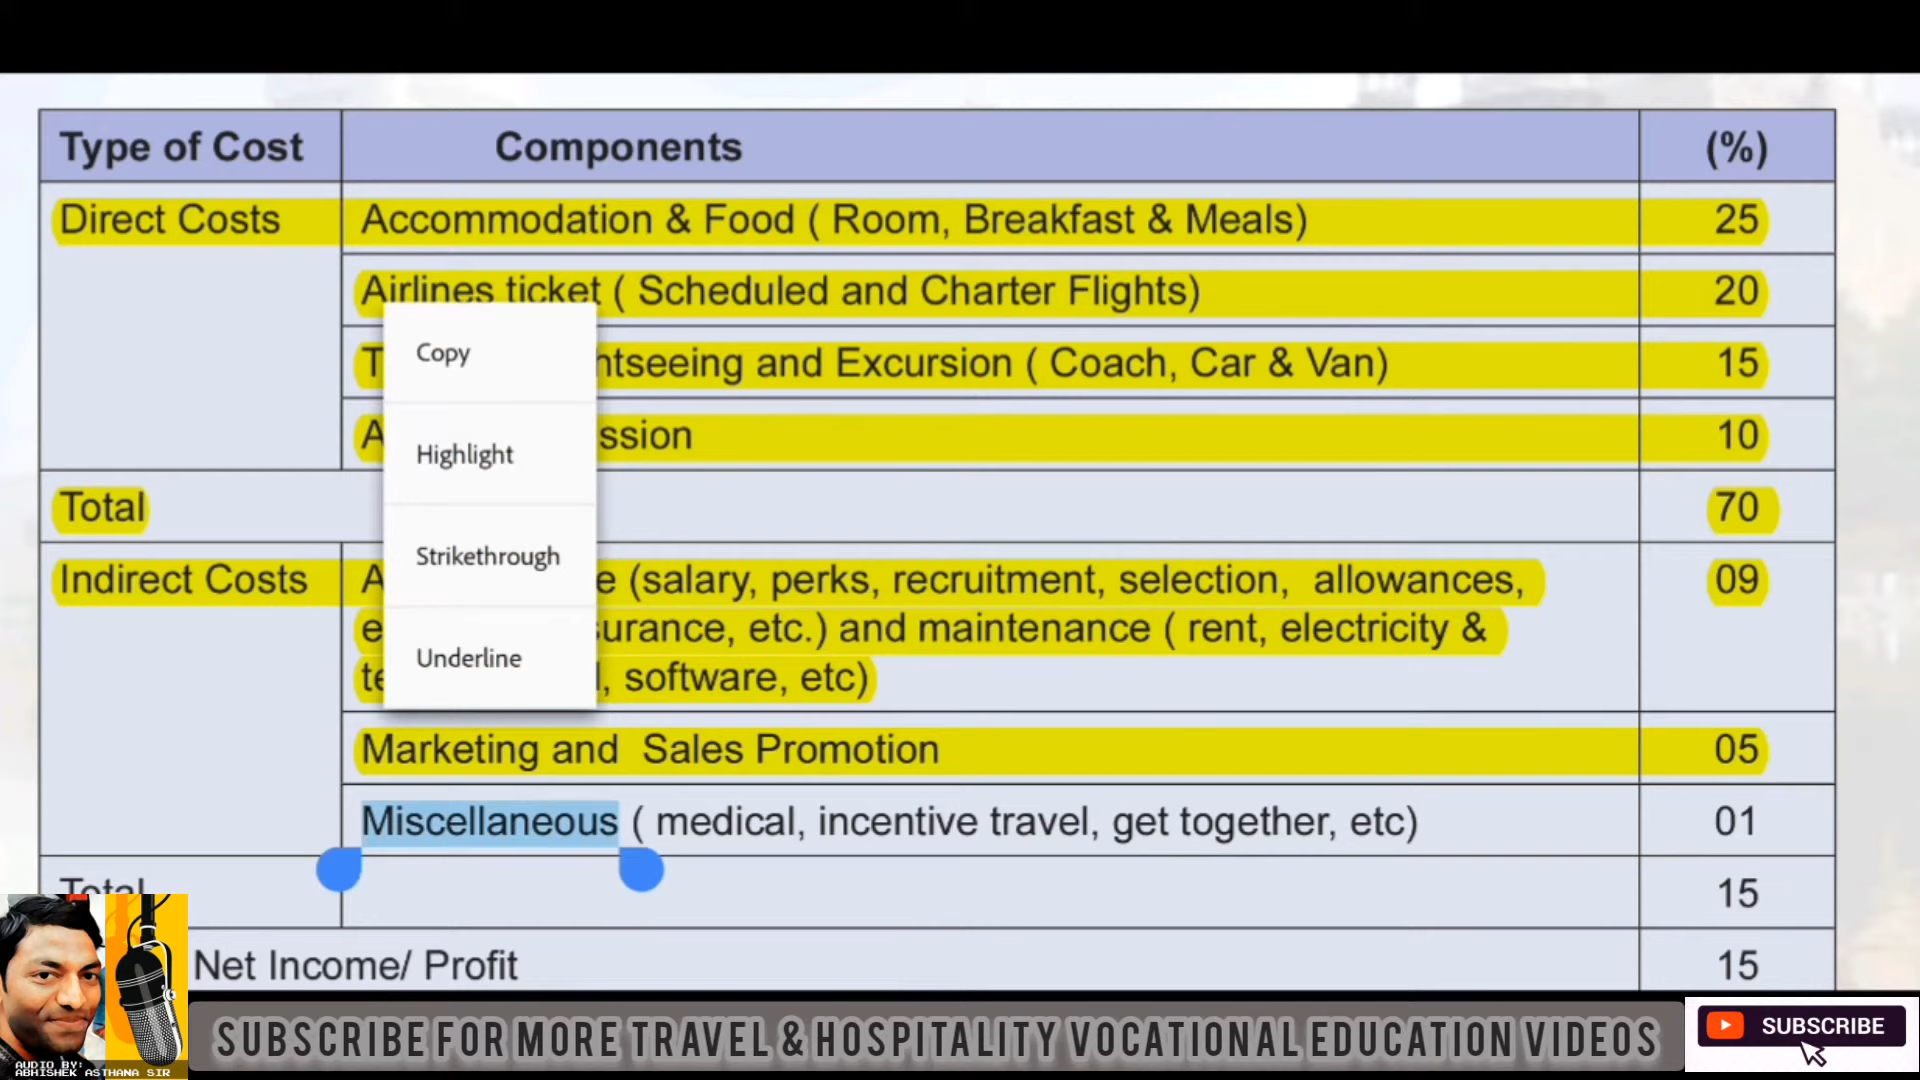 Type of Cost Components (%)
Direct Costs Accommodation & Food ( Room, Breakfast & Meals) 25
Airlines ticket ( Scheduled and Charter Flights) 20
and Excursion ( Coach, Car & Van) 15
10
Total 70
Indirect Costs (salary, perks, recruitment, selection, allowances, 09
etc.) and maintenance ( rent, electricity &
software, etc)
Marketing and Sales Promotion 05
Miscellaneous ( medical, incentive travel, get together, etc) 01
Total 15
Net Income/ Profit 15
Copy
Highlight
Strikethrough
Underline
AUDIO BY:
ABHISHEK ASTHANA SIR
SUBSCRIBE FOR MORE TRAVEL & HOSPITALITY VOCATIONAL EDUCATION VIDEOS
SUBSCRIBE